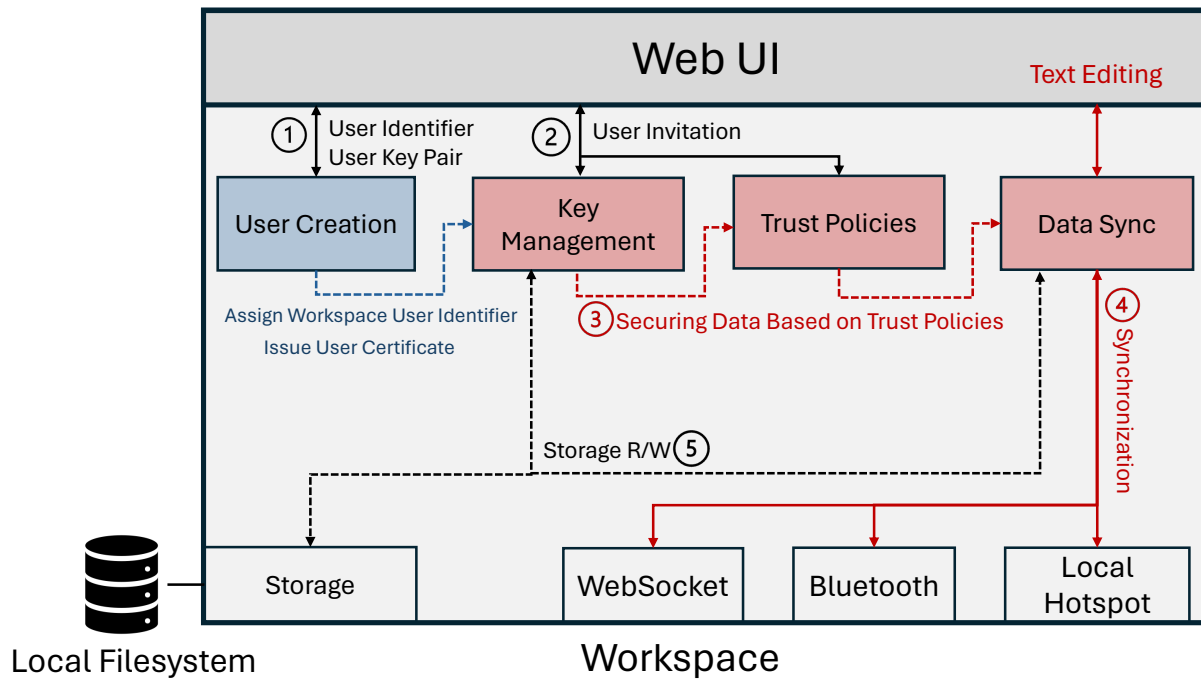 Web UI
Text Editing
1
User Identifier
User Key Pair
2
User Invitation
User Creation
Key
Management
Trust Policies
Data Sync
Assign Workspace User Identifier
Issue User Certificate
3
Securing Data Based on Trust Policies
4
Synchronization
Storage R/W
5
Storage
WebSocket
Bluetooth
Local
Hotspot
Local Filesystem
Workspace